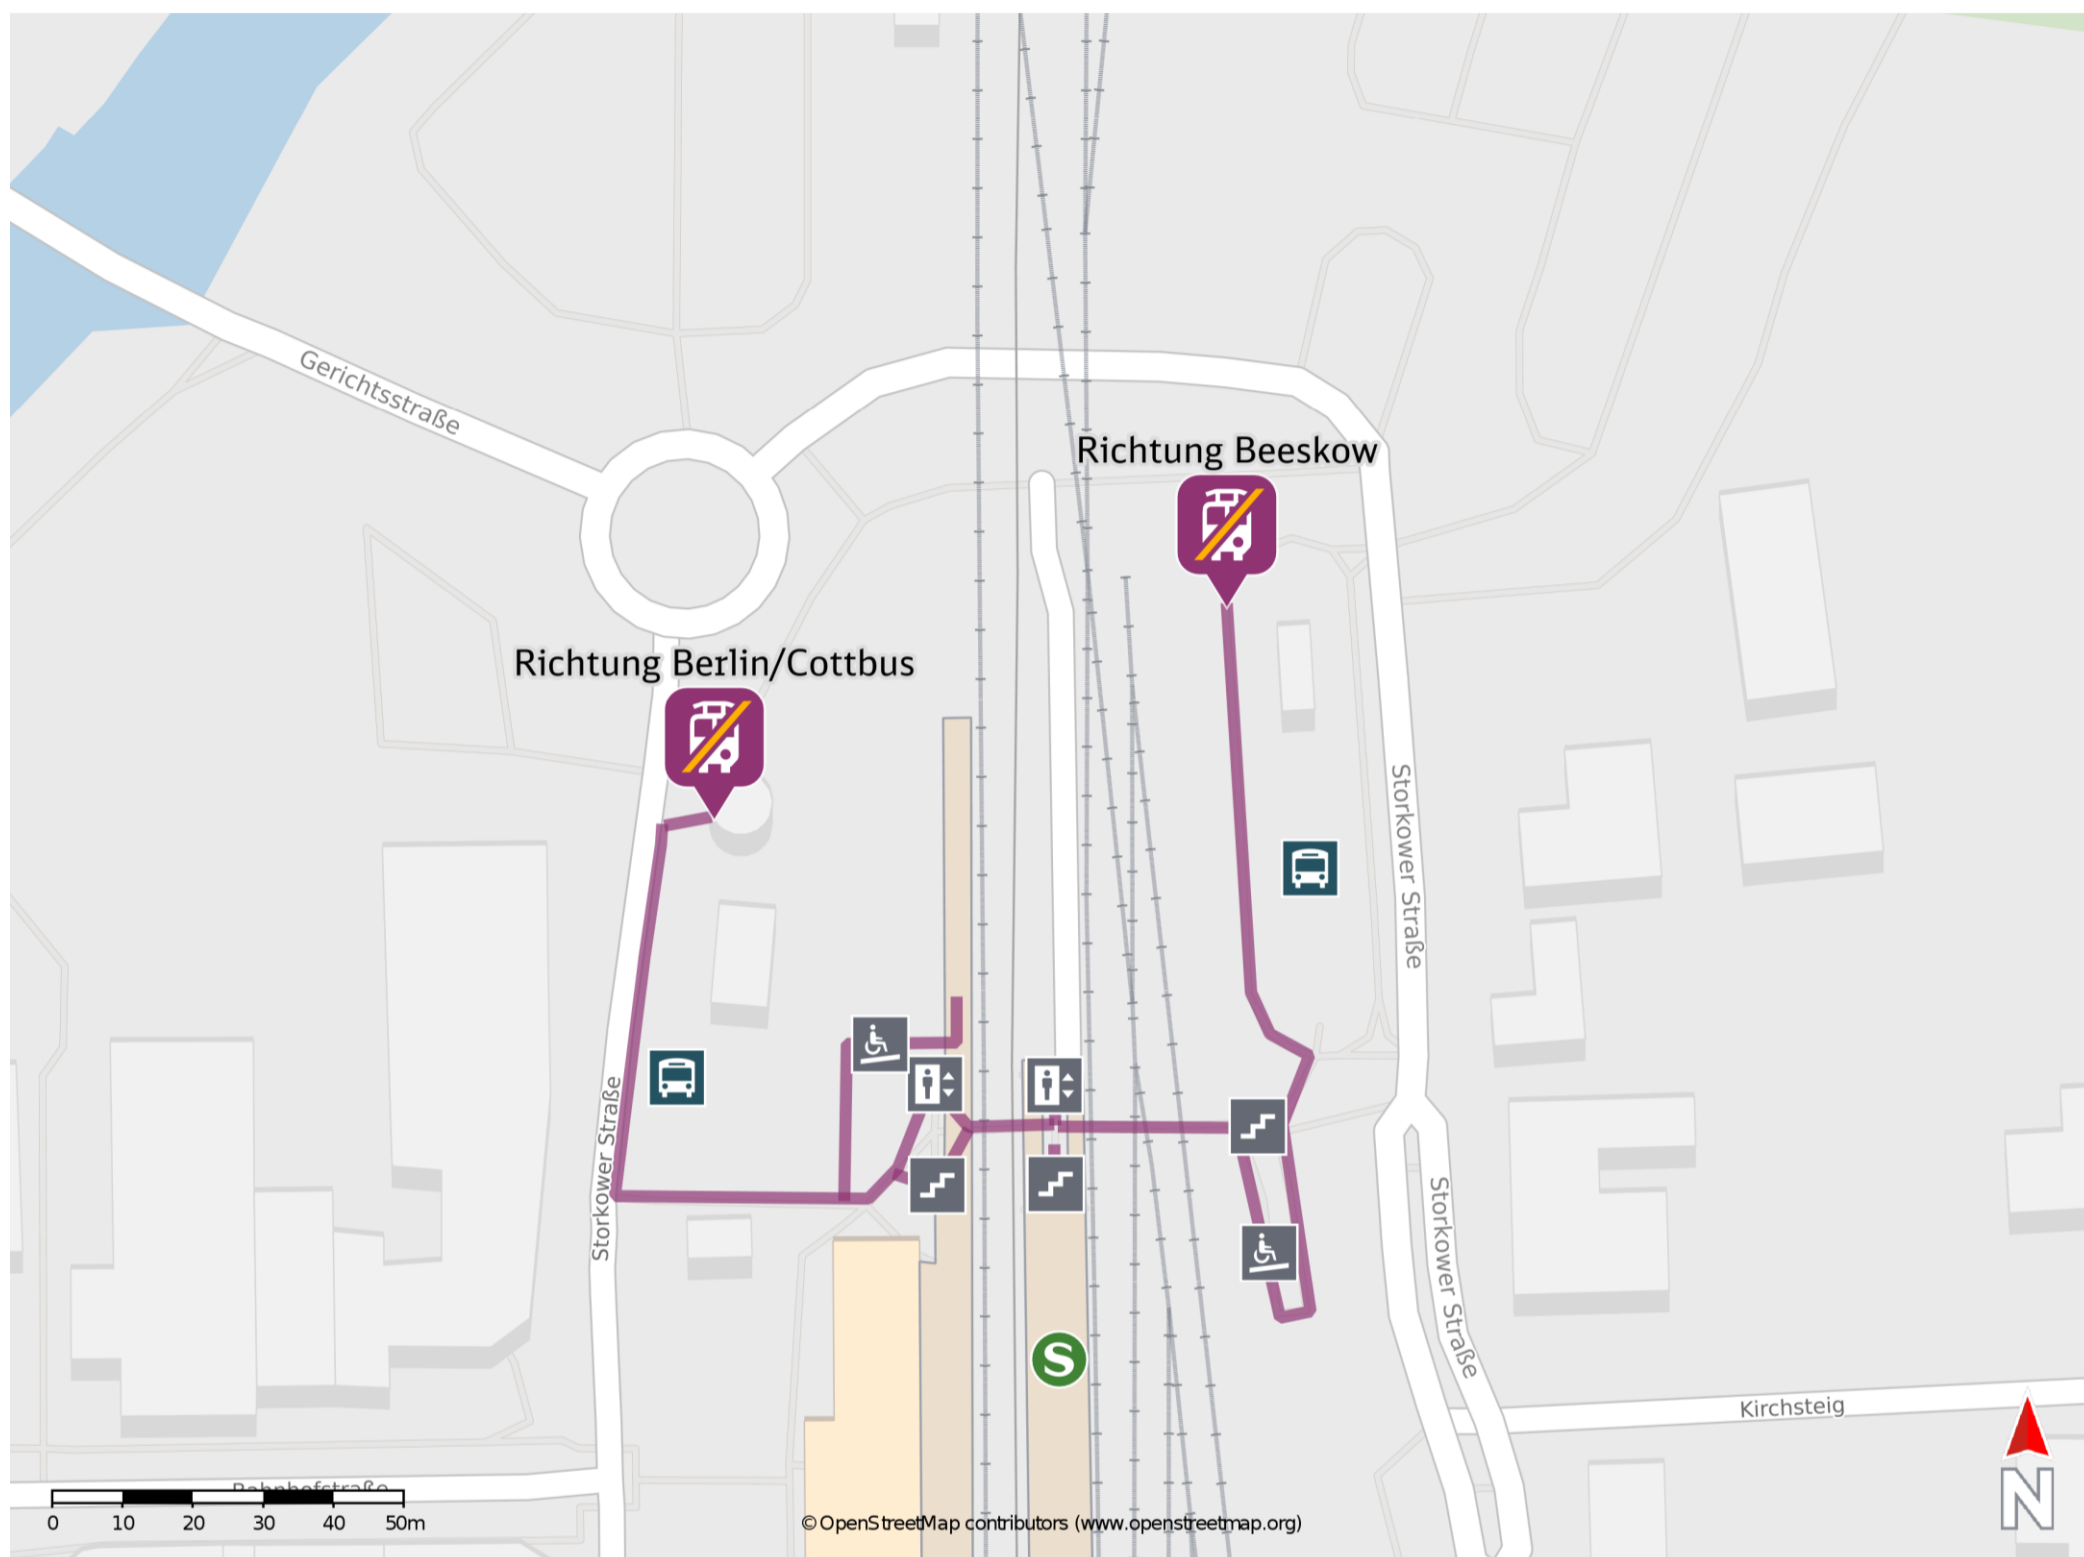 Gerichtsstraße
Richtung Beeskow
Richtung Berlin/Cottbus
Storkower Straße
Storkower Straße
Storkower Straße
S
Kirchsteig
Bahnhofstraße
0 10 20 30 40 50m
© OpenStreetMap contributors (www.openstreetmap.org)
N